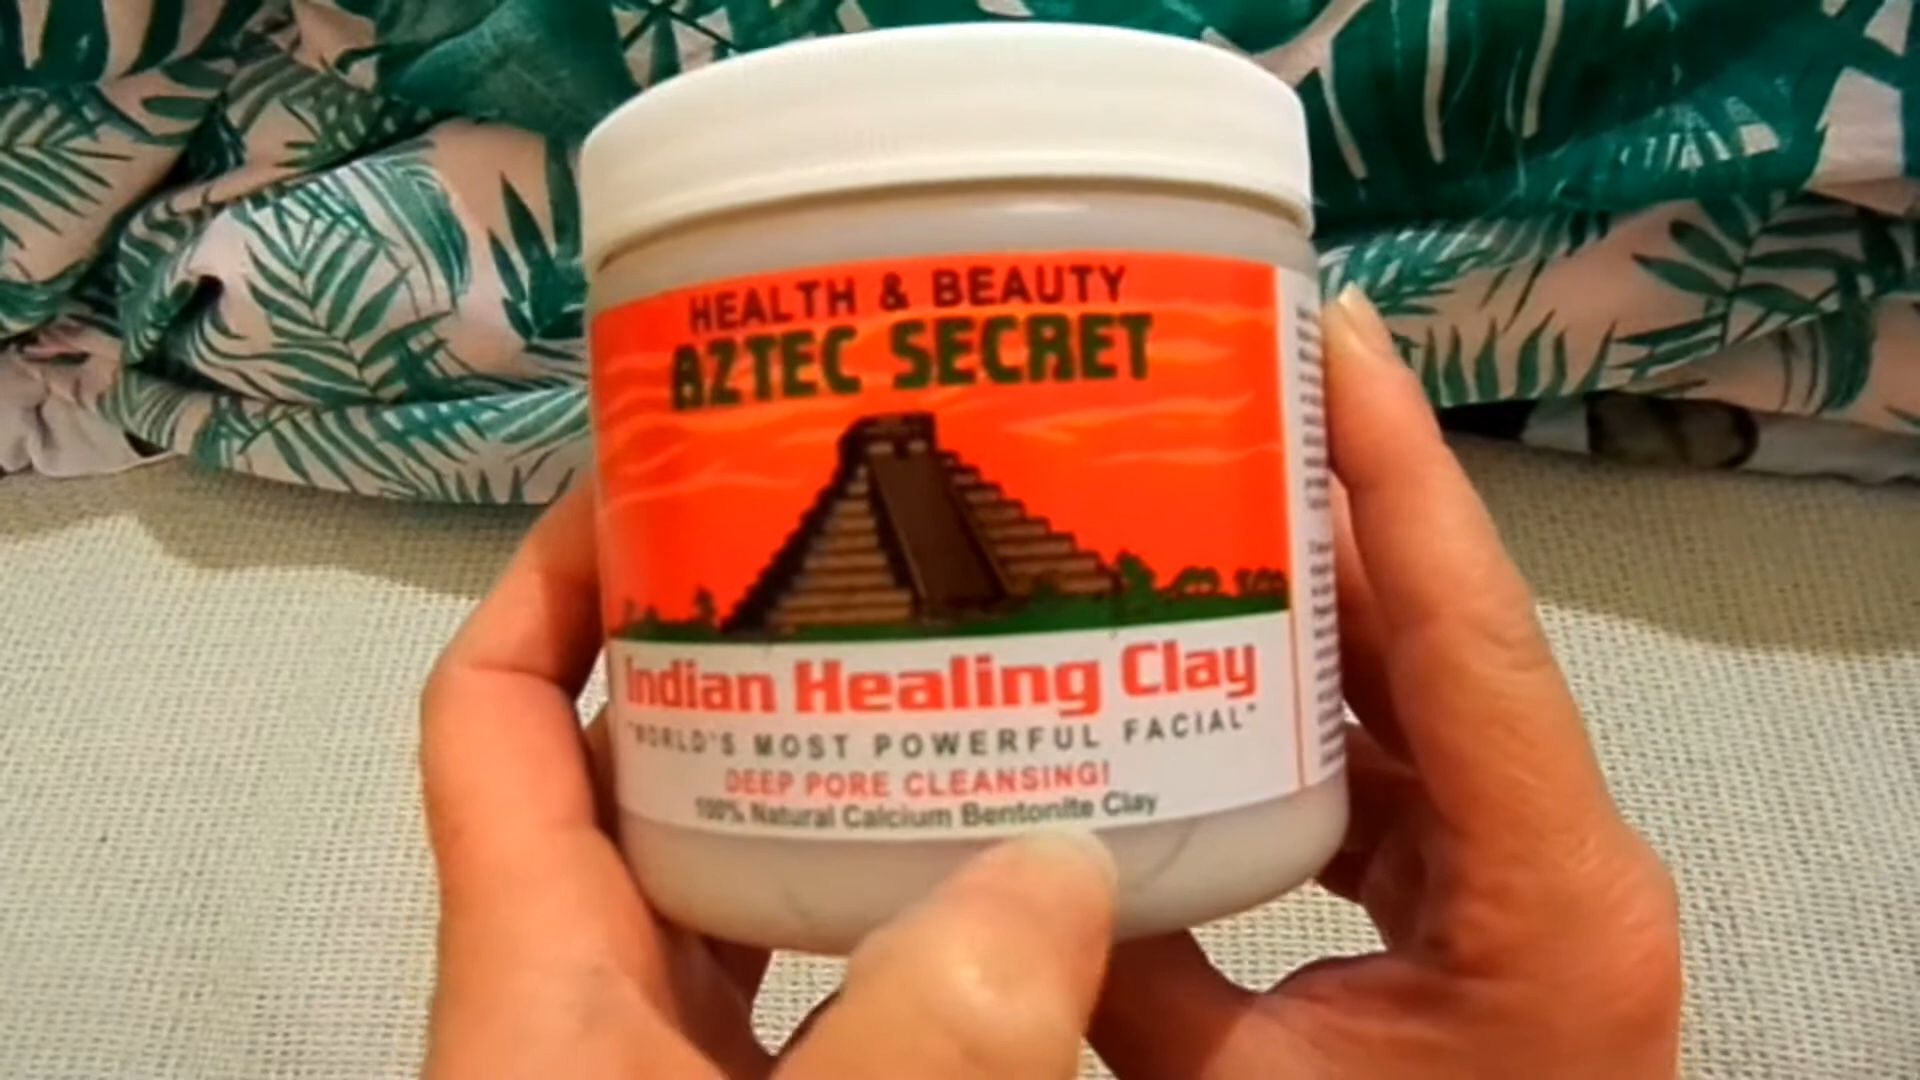 HEALTH & BEAUTY
AZTEC SECRET
Indian Healing Clay
"WORLD'S MOST POWERFUL FACIAL"
DEEP PORE CLEANSING!
100% Natural Calcium Bentonite Clay